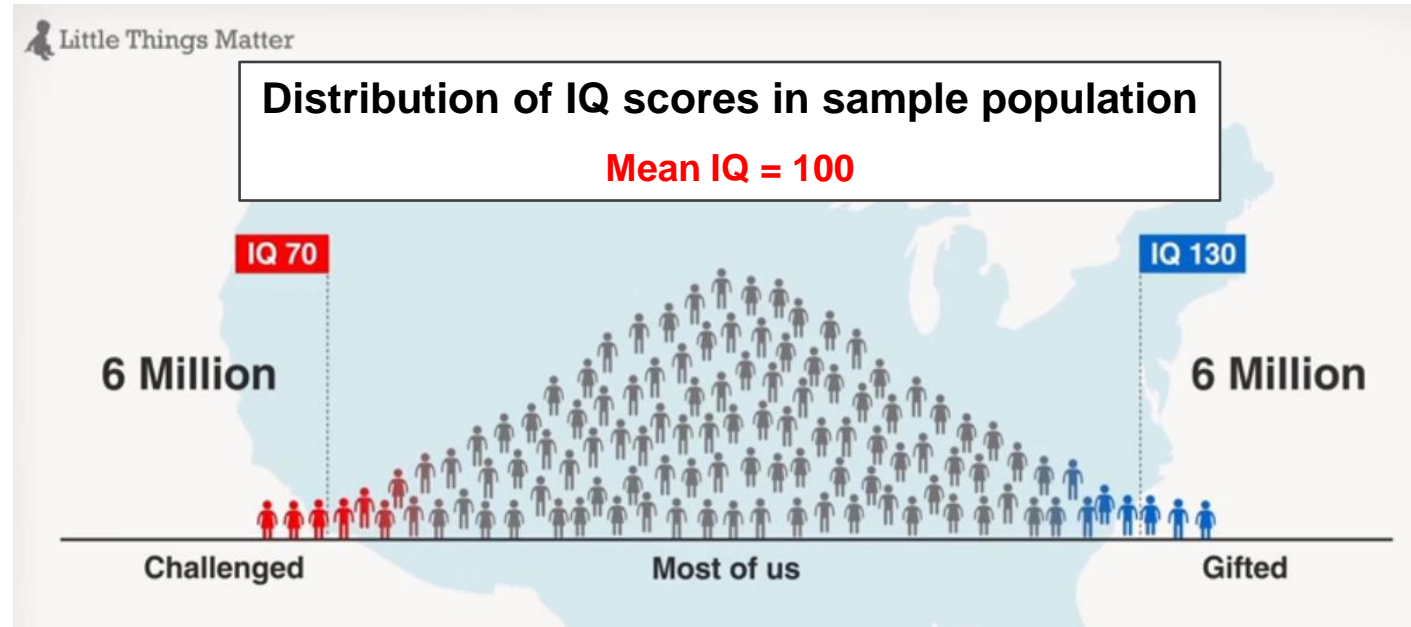 Little Things Matter
Distribution of IQ scores in sample population
Mean IQ = 100
IQ 70
IQ 130
6 Million
6 Million
Challenged
Most of us
Gifted